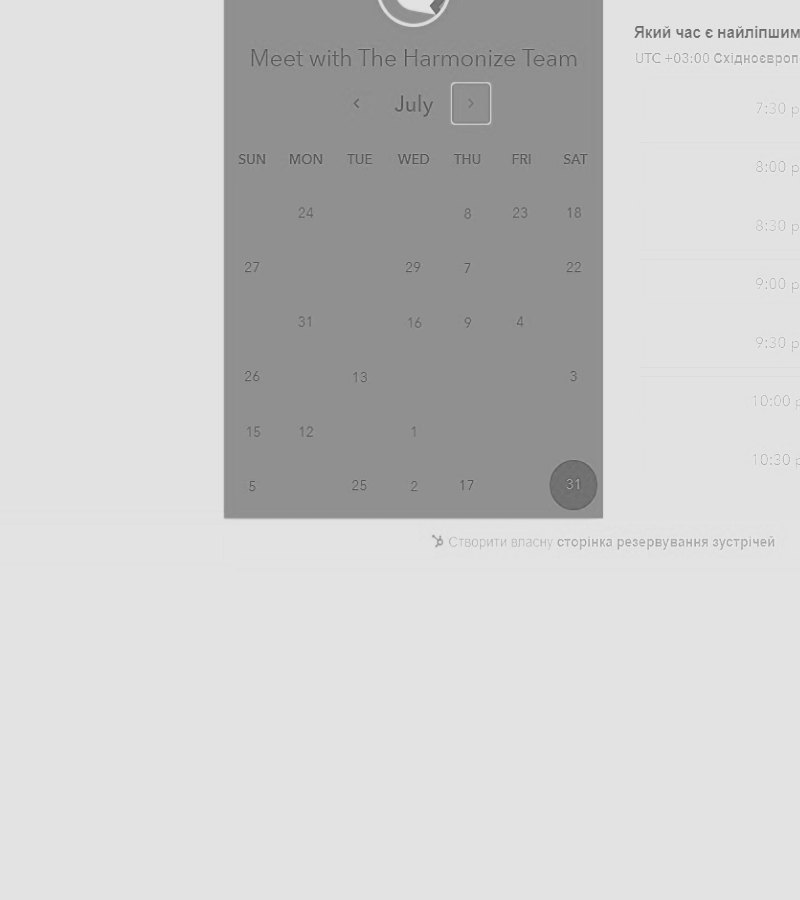 Meet with The Harmonize Team
July
SUN MON TUE WED THU FRI SAT
24 8 23 18
27 29 7 22
31 16 9 4
26 13 3
15 12 1
5 25 2 17 31
Який час є найліпшим
UTC +03:00 Східноєвроп
7:30 p
8:00 p
8:30 p
9:00 p
9:30 p
10:00 p
10:30 p
Створити власну сторінка резервування зустрічей